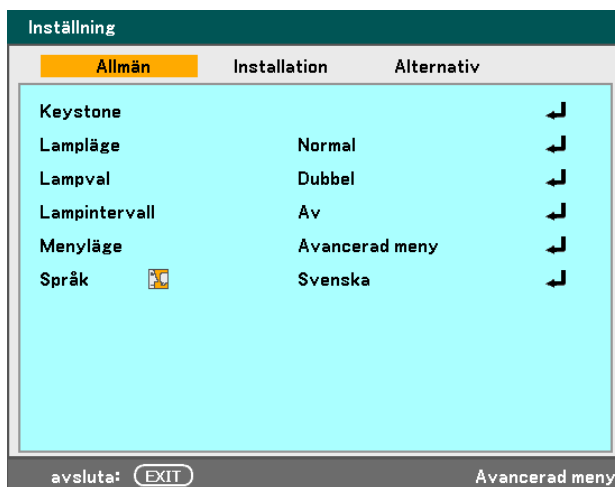 Inställning
Allmän Installation Alternativ
Keystone
Lampläge Normal
Lampval Dubbel
Lampintervall Av
Menyläge Avancerad meny
Språk Svenska
avsluta: EXIT Avancerad meny